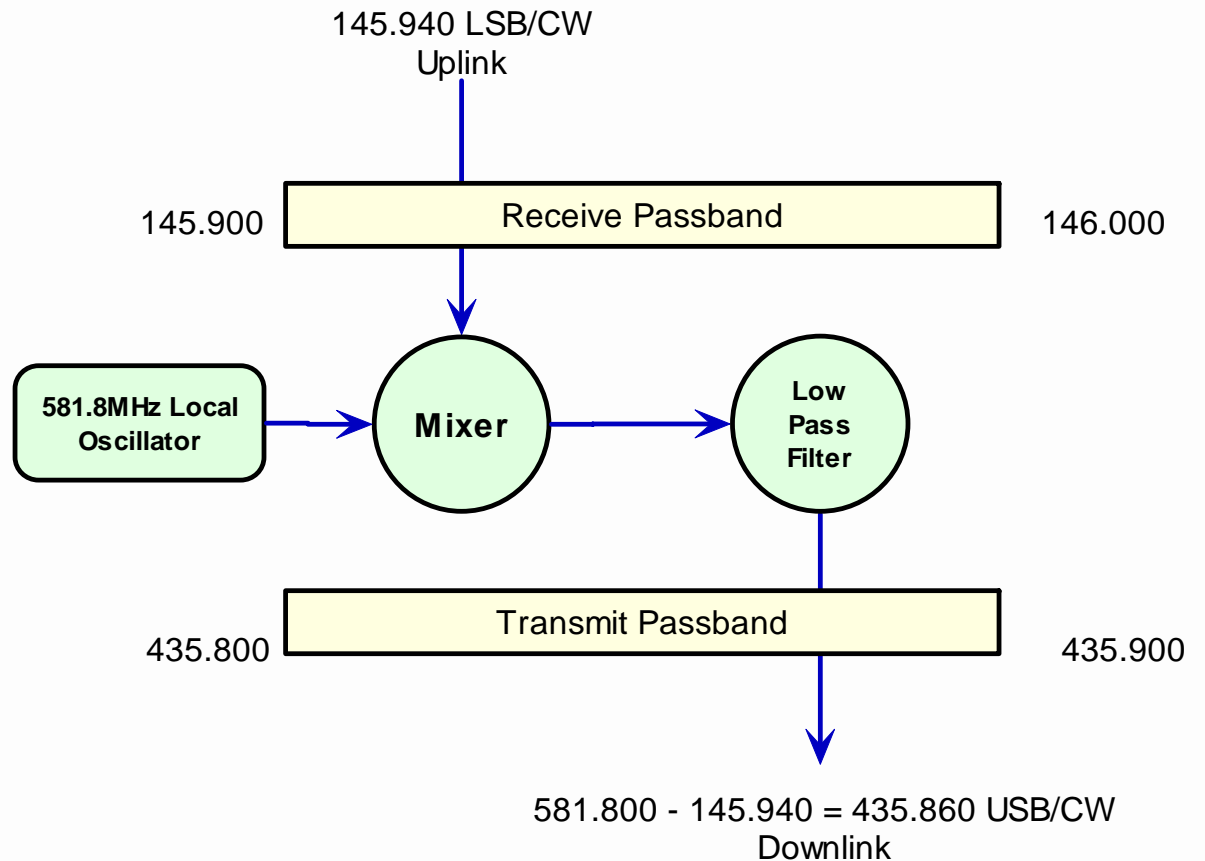 145.940 LSB/CW
Uplink
145.900
Receive Passband
146.000
581.8MHz Local
Oscillator
Mixer
Low
Pass
Filter
435.800
Transmit Passband
435.900
581.800 - 145.940 = 435.860 USB/CW
Downlink